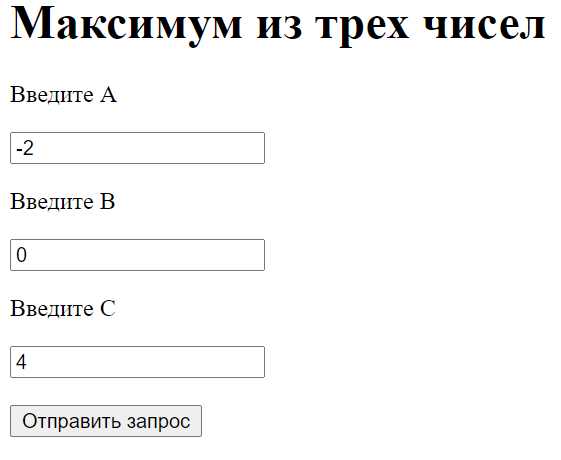 Максимум из трех чисел
Введите A
-2
Введите B
0
Введите C
4
Отправить запрос